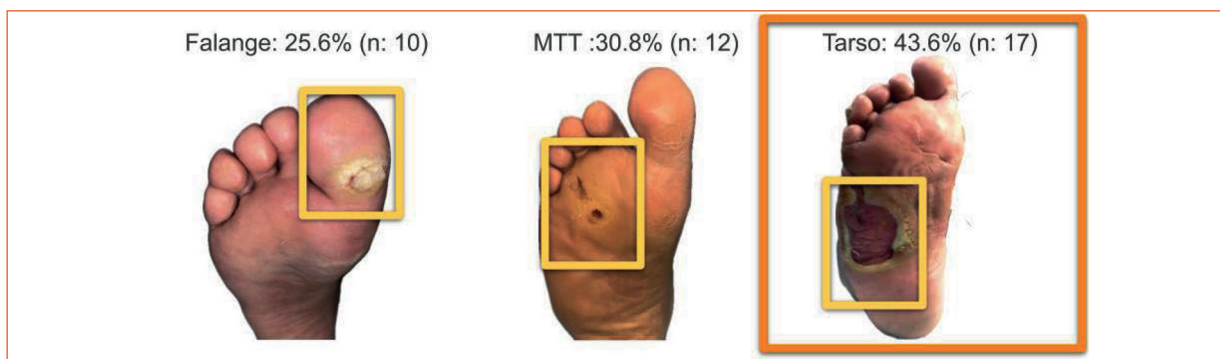 Falange: 25.6% (n: 10)
MTT :30.8% (n: 12)
Tarso: 43.6% (n: 17)